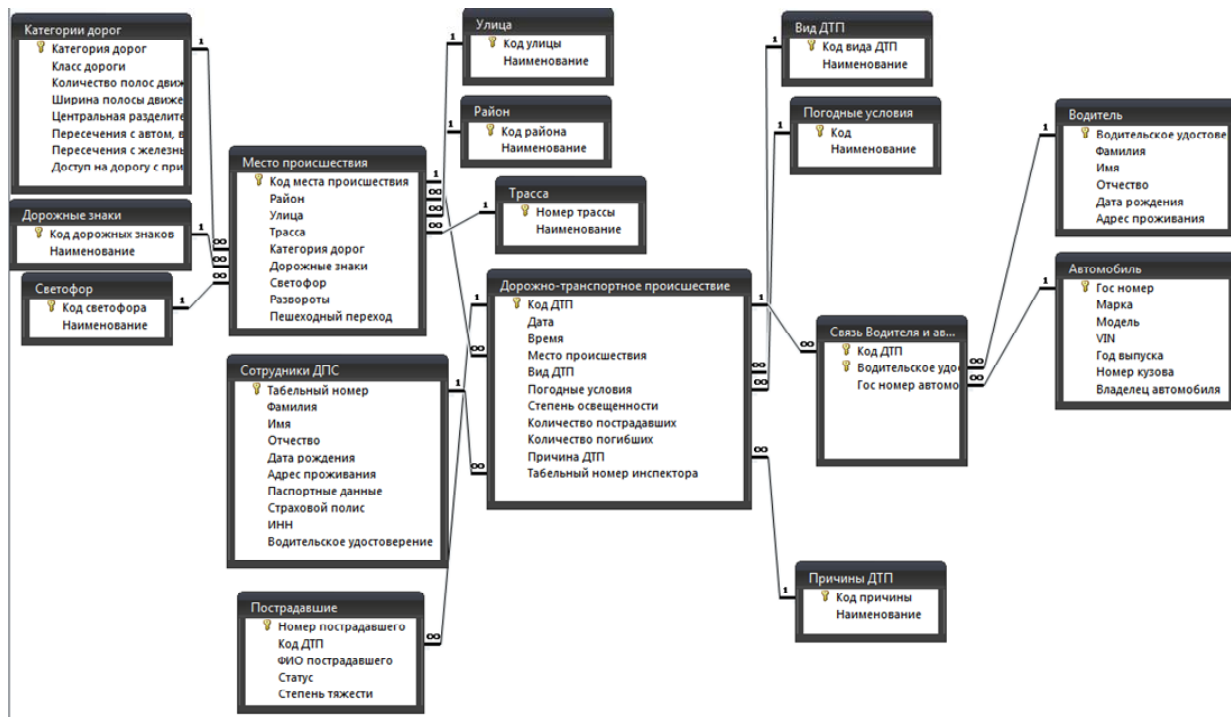 Категории дорог
Категория дорог
Класс дороги
Количество полос движ
Ширина полосы движе
Центральная разделите
Пересечения с автом, в
Пересечения с железнь
Доступ на дорогу с при
Дорожные знаки
Код дорожных знаков
Наименование
Светофор
Код светофора
Наименование
Место происшествия
Код места происшествия
Район
Улица
Трасса
Категория дорог
Дорожные знаки
Светофор
Развороты
Пешеходный переход
Сотрудники ДПС
Табельный номер
Фамилия
Имя
Отчество
Дата рождения
Адрес проживания
Паспортные данные
Страховой полис
ИНН
Водительское удостоверение
Пострадавшие
Номер пострадавшего
Код ДТП
ФИО пострадавшего
Статус
Степень тяжести
Улица
Код улицы
Наименование
Район
Код района
Наименование
Трасса
Номер трассы
Наименование
Дорожно-транспортное происшествие
Код ДТП
Дата
Время
Место происшествия
Вид ДТП
Погодные условия
Степень освещенности
Количество пострадавших
Количество погибших
Причина ДТП
Табельный номер инспектора
Вид ДТП
Код вида ДТП
Наименование
Погодные условия
Код
Наименование
Связь Водителя и ав...
Код ДТП
Водительское удо
Гос номер автомо
Причины ДТП
Код причины
Наименование
Водитель
Водительское удостове
Фамилия
Имя
Отчество
Дата рождения
Адрес проживания
Автомобиль
Гос номер
Марка
Модель
VIN
Год выпуска
Номер кузова
Владелец автомобиля